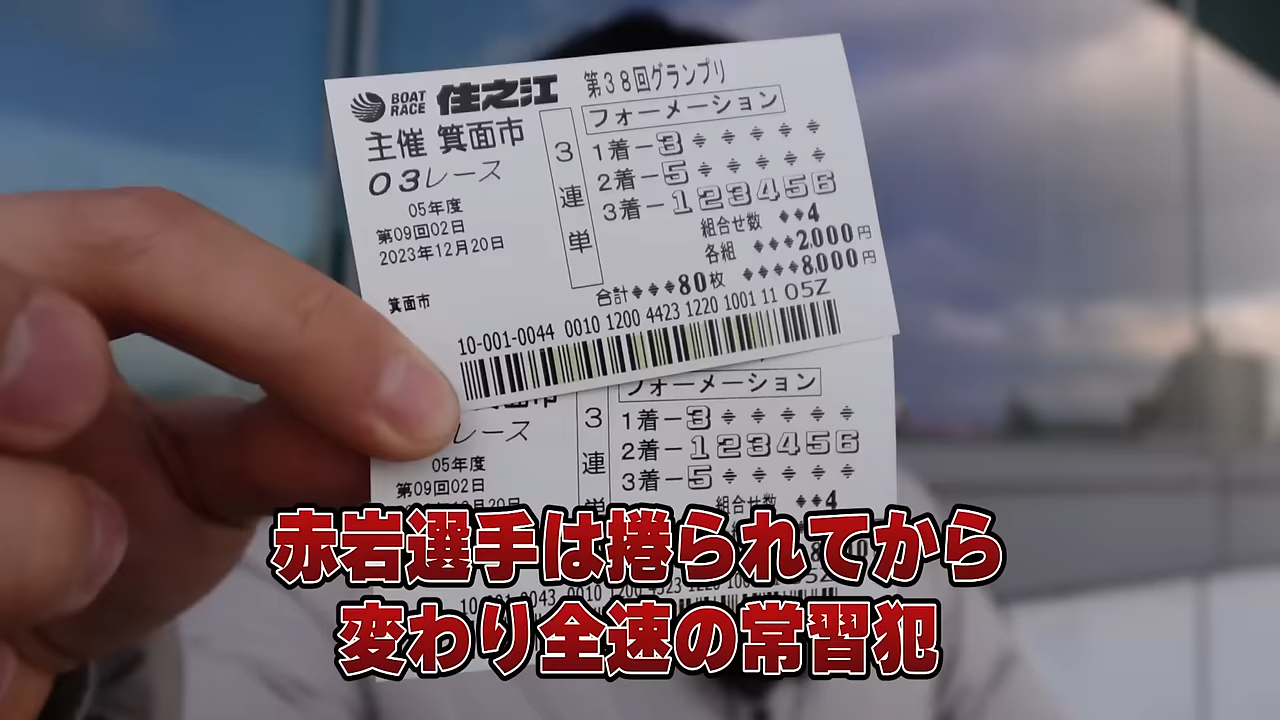 BOAT RACE 住之江 第38回グランプリ
主催 箕面市
03レース
05年度
第09回02日
2023年12月20日
箕面市
3連単
フォーメーション
1着ー3
2着ー5
3着ー123456
組合せ数 4
各組 2,000円
合計 80枚 8,000円
10-001-0044 0010 1200 4423 1220 1001 11 05Z
レース
05年度
第09回02日
3連単
フォーメーション
1着ー3
2着ー123456
3着ー5
組合せ数 4
赤岩選手は捲られてから
変わり全速の常習犯